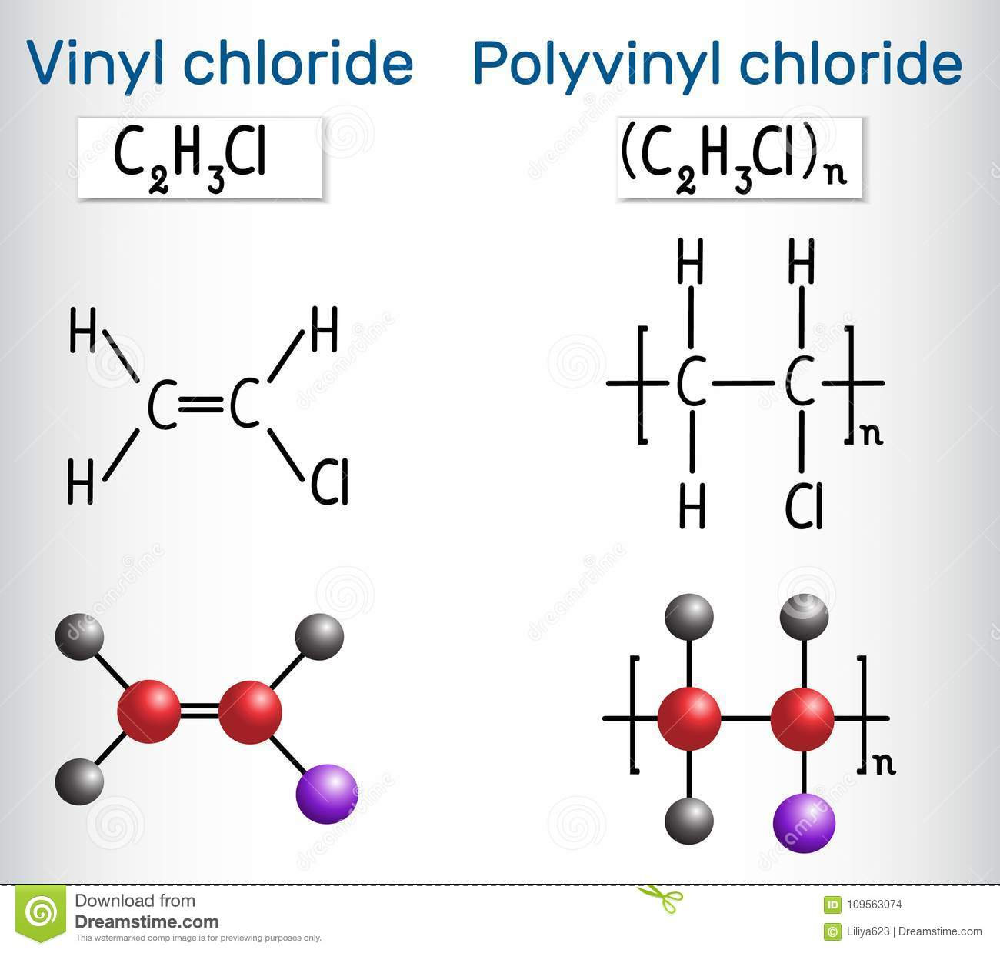 Vinyl chloride
Polyvinyl chloride
C₂H₃Cl
(C₂H₃Cl)n
H H
H H
C=C
C C
n
H Cl
H Cl
n
Download from
Dreamstime.com
This watermarked comp image is for previewing purposes only.
ID 109563074
© Liliya623 | Dreamstime.com
dreamstime